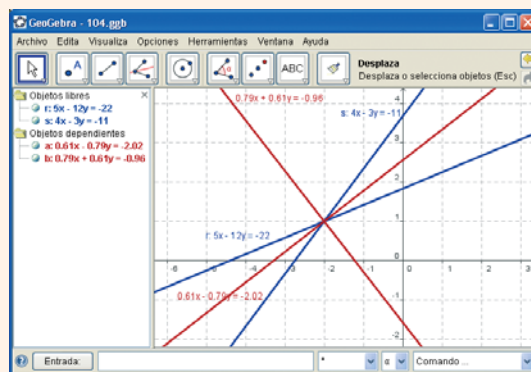 GeoGebra - 104.ggb
Archivo Edita Visualiza Opciones Herramientas Ventana Ayuda
A
ABC
Desplaza
Desplaza o selecciona objetos (Esc)
Objetos libres
r: 5x - 12y = -22
s: 4x - 3y = -11
Objetos dependientes
a: 0.61x - 0.79y = -2.02
b: 0.79x + 0.61y = -0.96
0.79x + 0.61y = -0.96
s: 4x - 3y = -11
r: 5x - 12y = -22
0.61x - 0.79y = -2.02
4
3
2
1
0
-1
-2
-6 -5 -4 -3 -2 -1 0 1 2 3
Entrada:
α
Comando ...